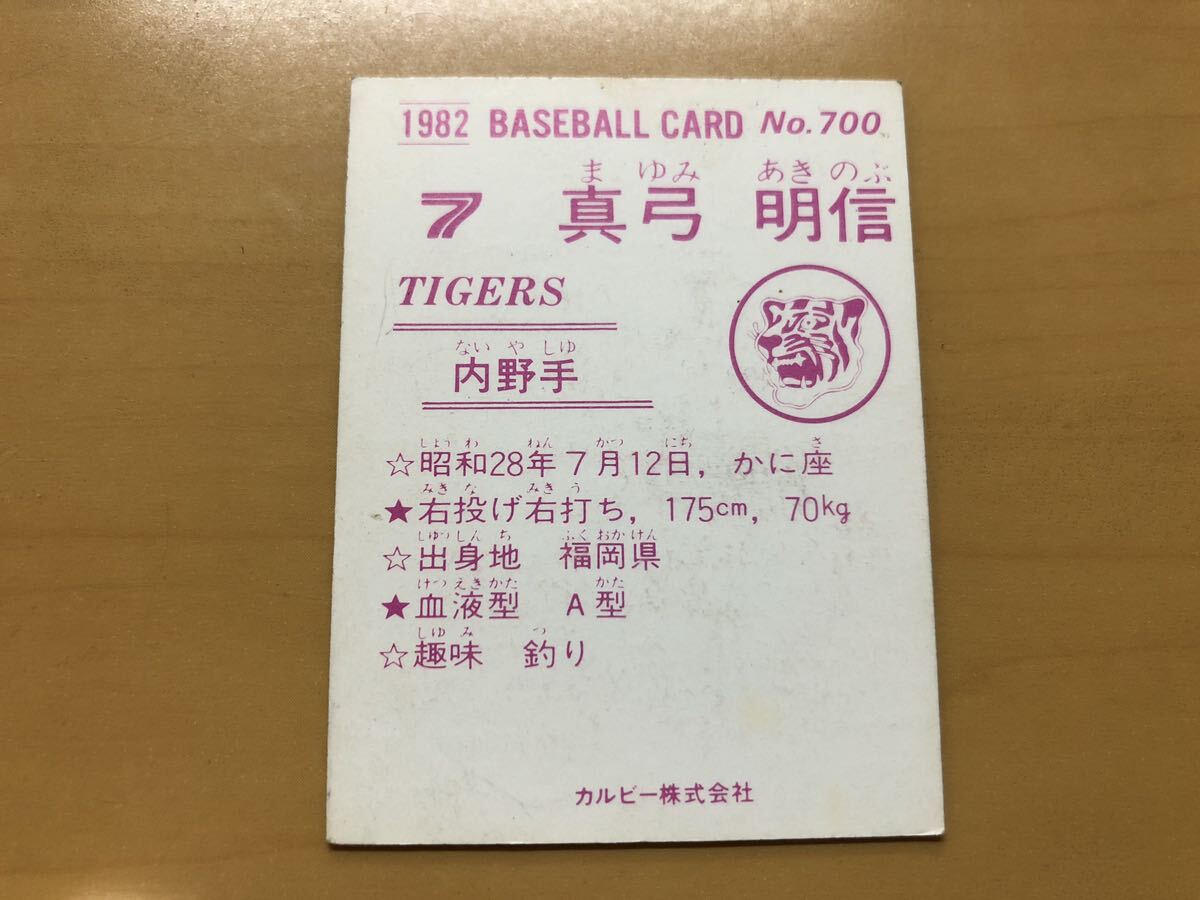 1982 BASEBALL CARD No.700
ま ゆみ あき のぶ
7 真弓 明信
TIGERS
ない や しゆ
内野手
しょう わ ねん がつ にち ざ
☆昭和28年7月12日, かに座
みぎ な みぎ う
★右投げ右打ち, 175cm, 70kg
しゅっ しん ち ふく おか けん
☆出身地 福岡県
けつ えき かた かた
★血液型 A型
しゆ み つ
☆趣味 釣り
カルビー株式会社